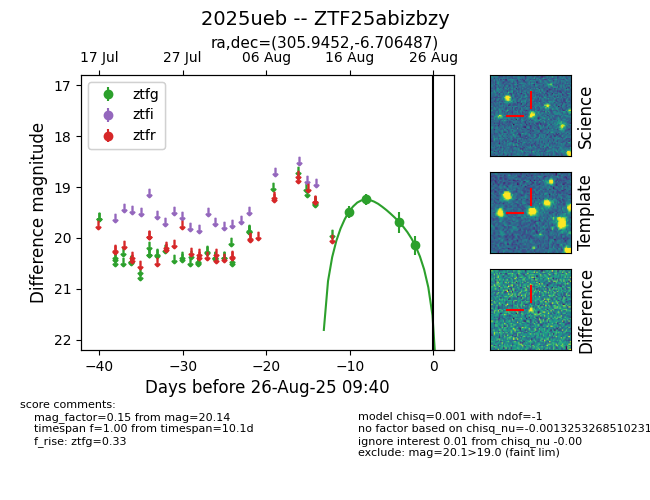 2025ueb -- ZTF25abizbzy
ra,dec=(305.9452,-6.706487)
17 Jul
27 Jul
06 Aug
16 Aug
26 Aug
17
18
19
20
21
22
Difference magnitude
ztfg
ztfi
ztfr
−40
−30
−20
−10
0
Days before 26-Aug-25 09:40
Science
Template
Difference
score comments:
mag_factor=0.15 from mag=20.14
timespan f=1.00 from timespan=10.1d
f_rise: ztfg=0.33
model chisq=0.001 with ndof=-1
no factor based on chisq_nu=-0.0013253268510231
ignore interest 0.01 from chisq_nu -0.00
exclude: mag=20.1>19.0 (faint lim)